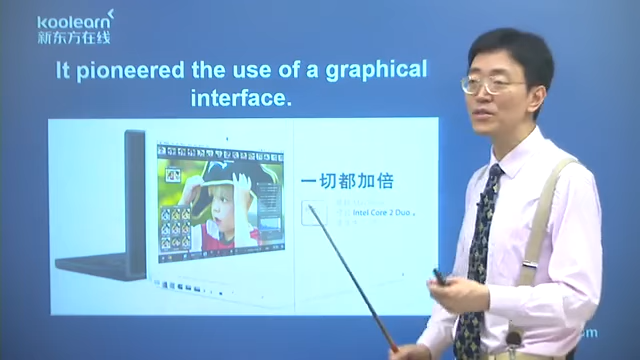 koolearn
新东方在线
It pioneered the use of a graphical
interface.
一切都加倍
Intel Core 2 Duo